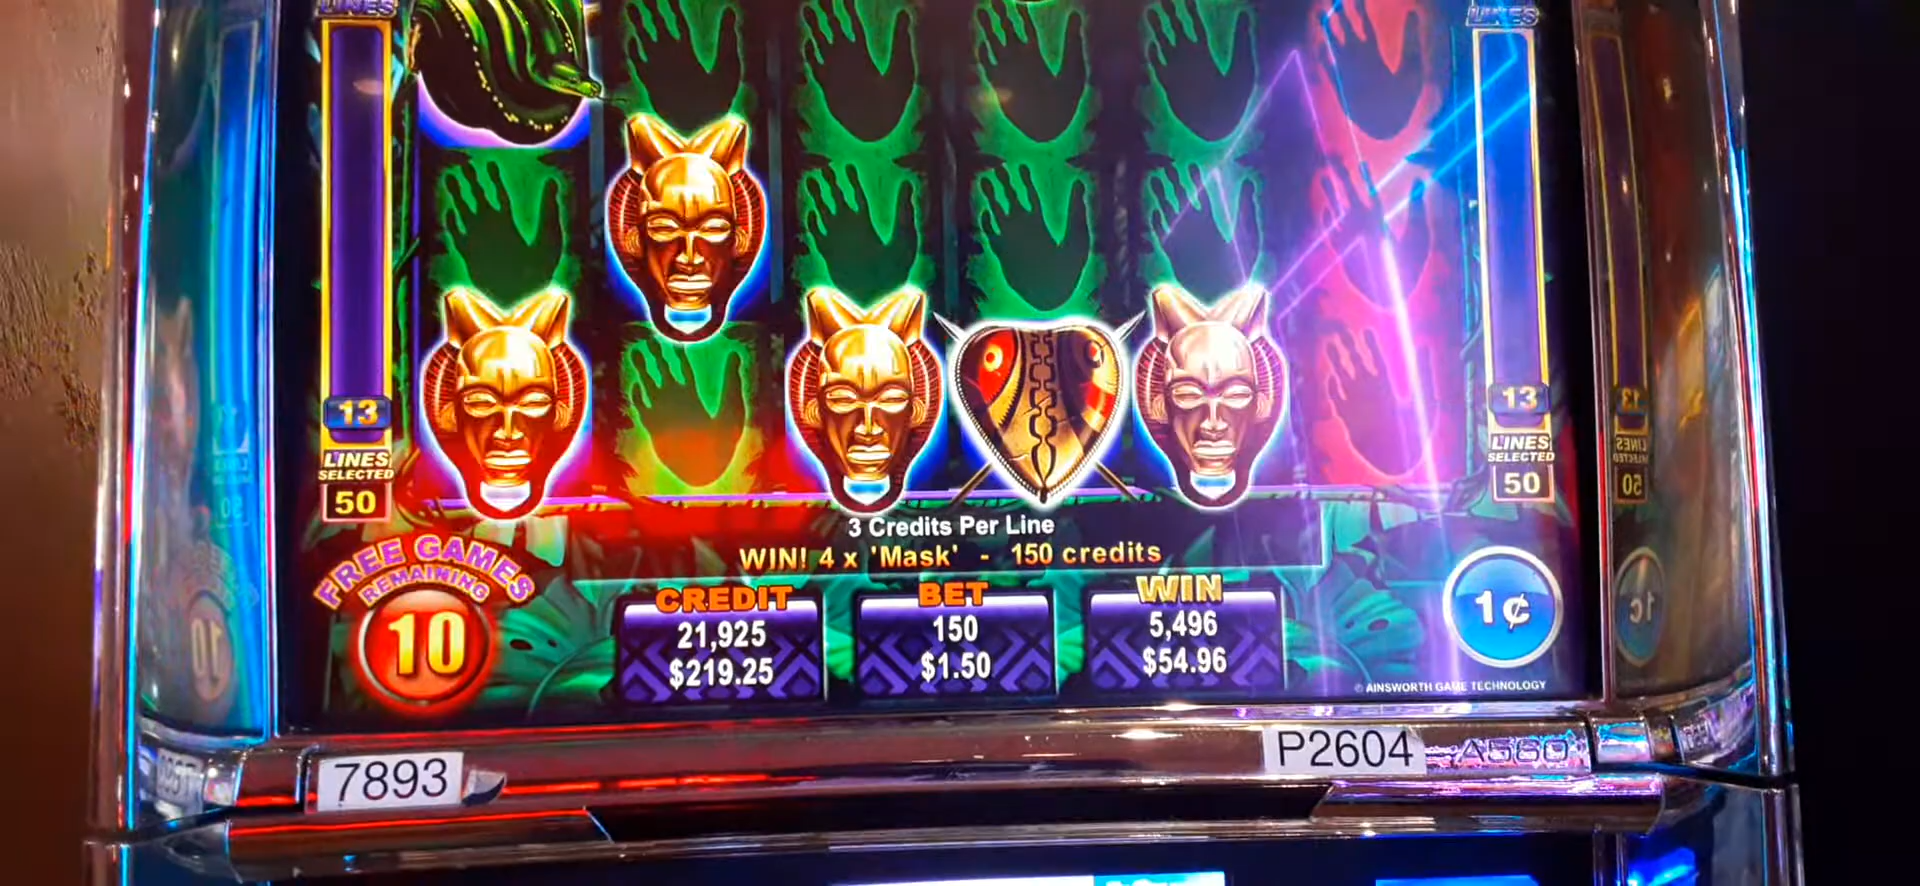 LINES
LINES
13
13
LINES
SELECTED
50
LINES
SELECTED
50
3 Credits Per Line
WIN! 4 x 'Mask' - 150 credits
FREE GAMES
REMAINING
10
CREDIT
21,925
$219.25
BET
150
$1.50
WIN
5,496
$54.96
1¢
© AINSWORTH GAME TECHNOLOGY
7893
P2604
A560